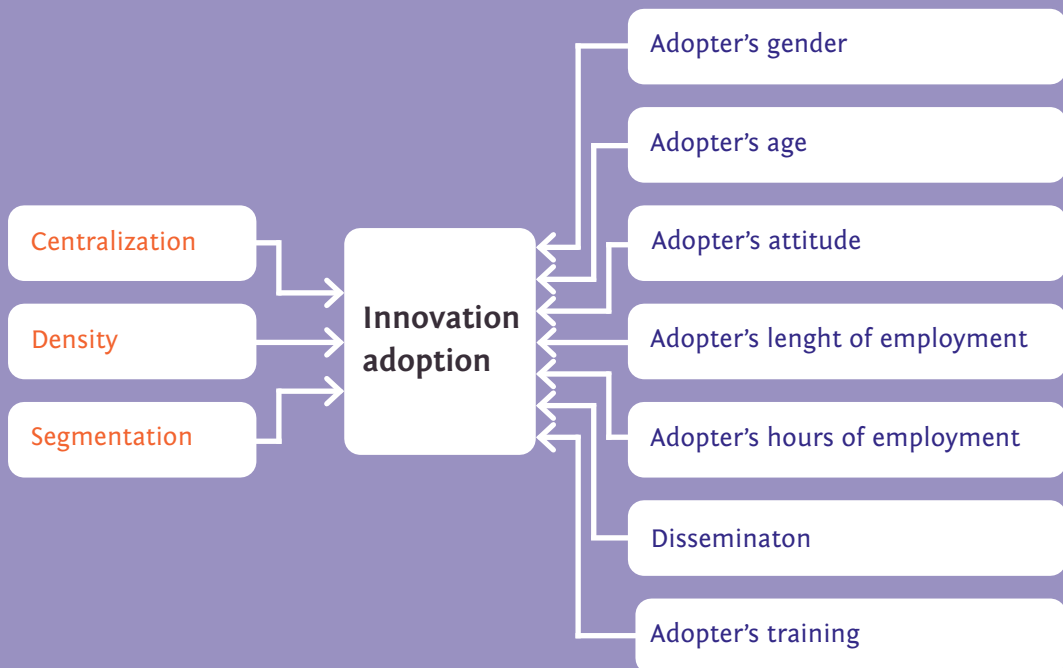 Centralization
Density
Segmentation
Innovation
adoption
Adopter’s gender
Adopter’s age
Adopter’s attitude
Adopter’s lenght of employment
Adopter’s hours of employment
Disseminaton
Adopter’s training